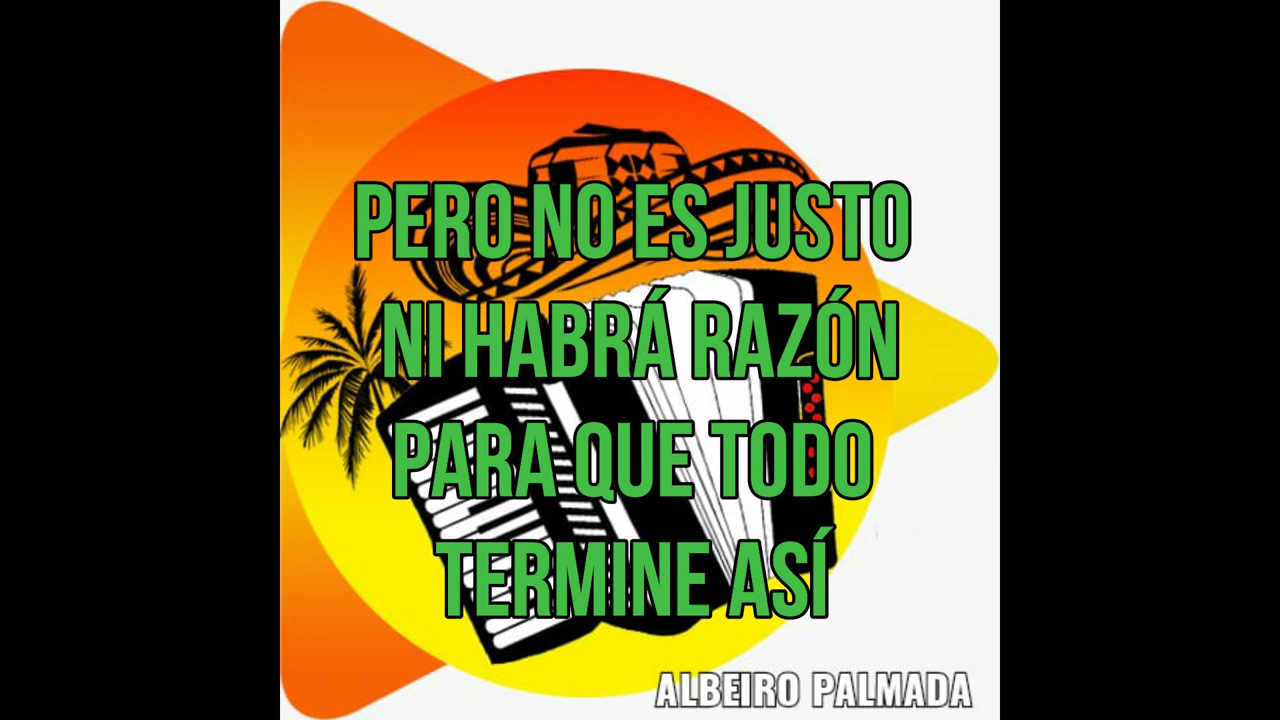 PERO NO ES JUSTO
NI HABRÁ RAZÓN
PARA QUE TODO
TERMINE ASÍ
ALBEIRO PALMADA